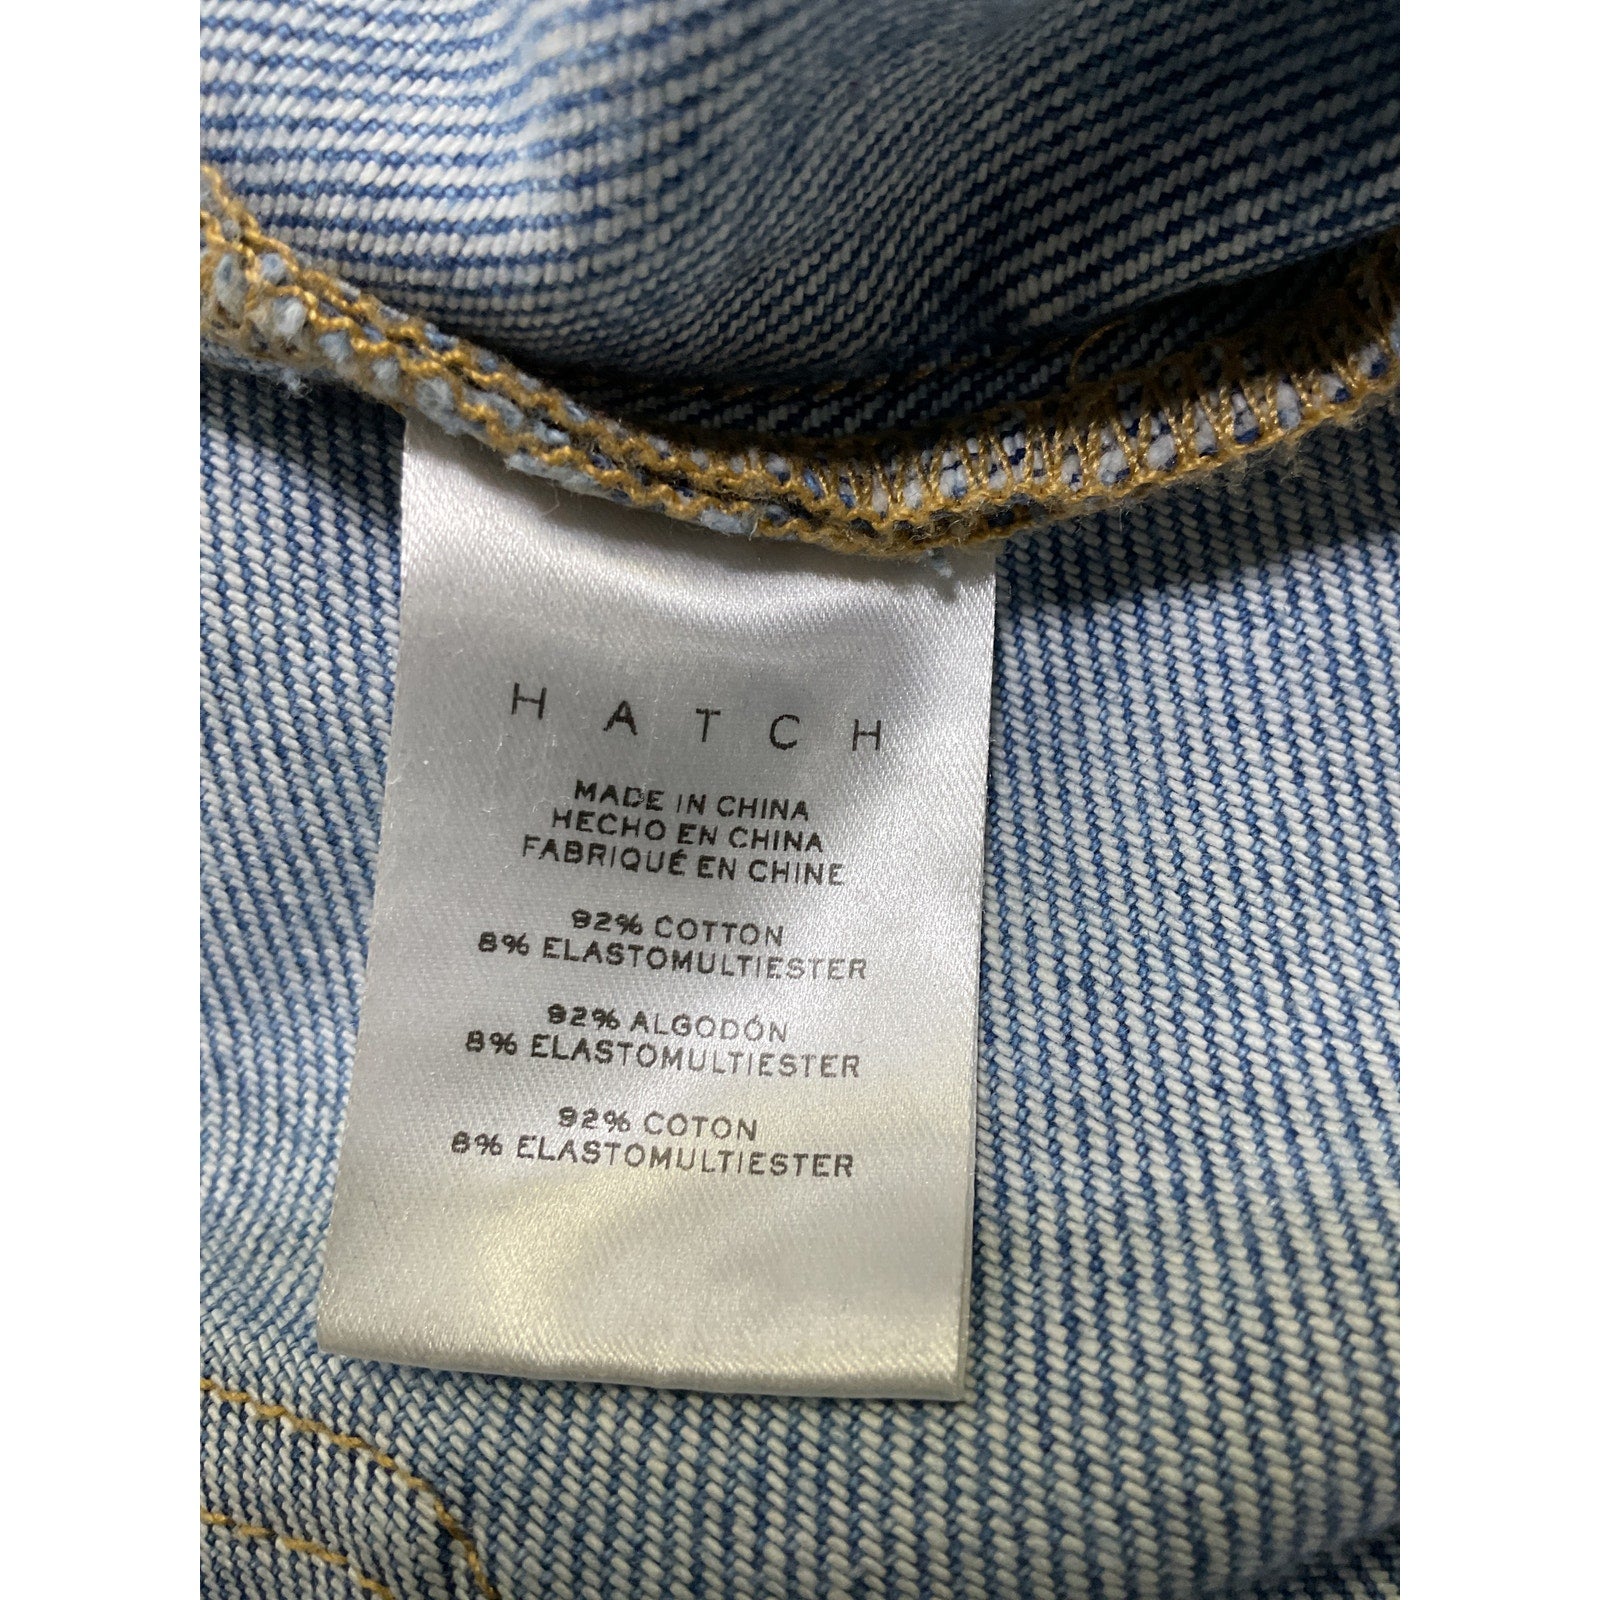 HATCH
MADE IN CHINA
HECHO EN CHINA
FABRIQUÉ EN CHINE
92% COTTON
8% ELASTOMULTIESTER
92% ALGODÓN
8% ELASTOMULTIESTER
92% COTON
8% ELASTOMULTIESTER